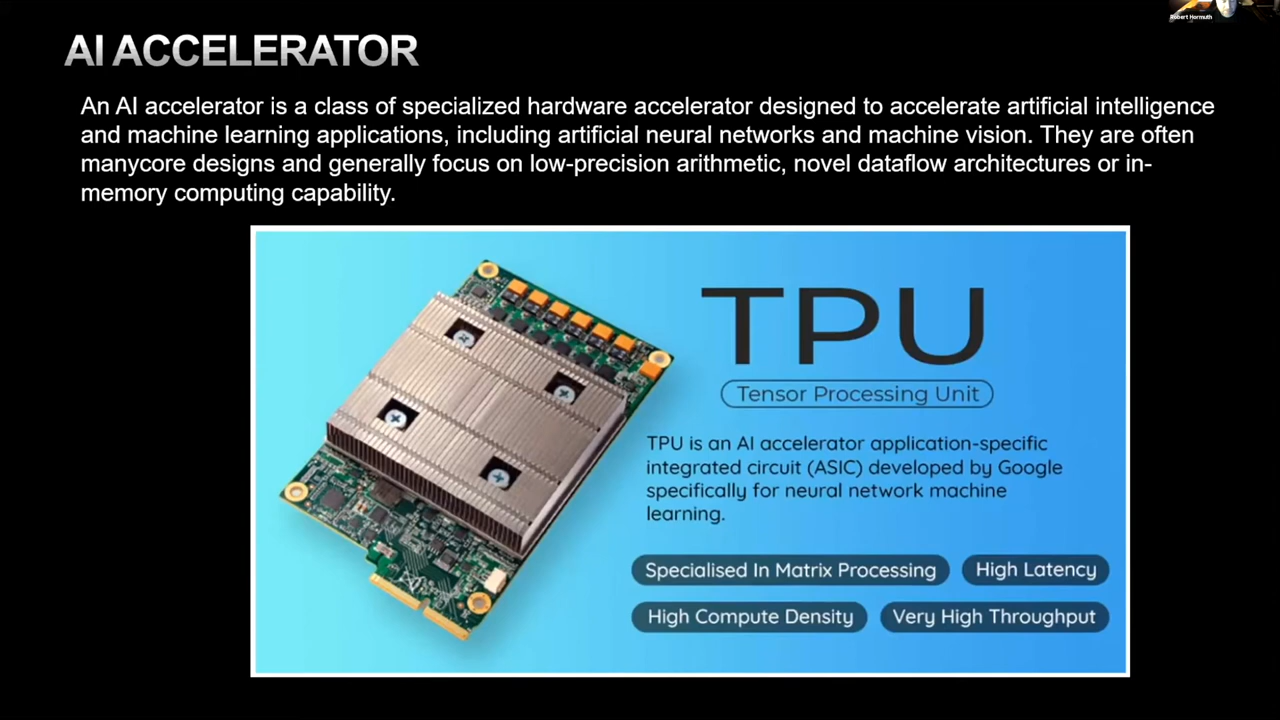 Robert Hormuth
AI ACCELERATOR
An AI accelerator is a class of specialized hardware accelerator designed to accelerate artificial intelligence
and machine learning applications, including artificial neural networks and machine vision. They are often
manycore designs and generally focus on low-precision arithmetic, novel dataflow architectures or in-
memory computing capability.
TPU
Tensor Processing Unit
TPU is an AI accelerator application-specific
integrated circuit (ASIC) developed by Google
specifically for neural network machine
learning.
Specialised In Matrix Processing
High Latency
High Compute Density
Very High Throughput